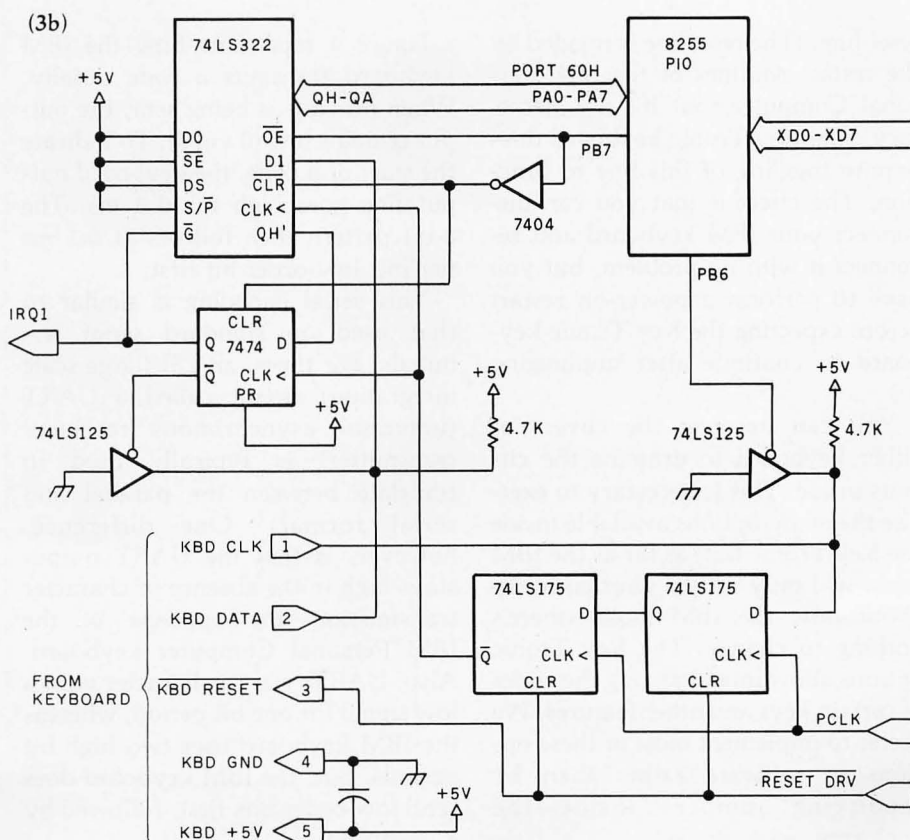 (3b)
74LS322
8255
PIO
+5V
PORT 60H
QH-QA
PA0-PA7
D0
OE
PB7
XD0-XD7
SE
D1
DS
CLR
S/P
CLK<
7404
G
QH'
PB6
CLR
IRQ1
Q
D
7474
Q
CLK<
+5V
PR
+5V
+5V
74LS125
4.7K
74LS125
4.7K
KBD CLK
1
74LS175
74LS175
KBD DATA
2
D
Q
D
FROM
KEYBOARD
Q
CLK<
CLK<
KBD RESET
3
CLR
CLR
PCLK
KBD GND
4
+5V
RESET DRV
KBD +5V
5